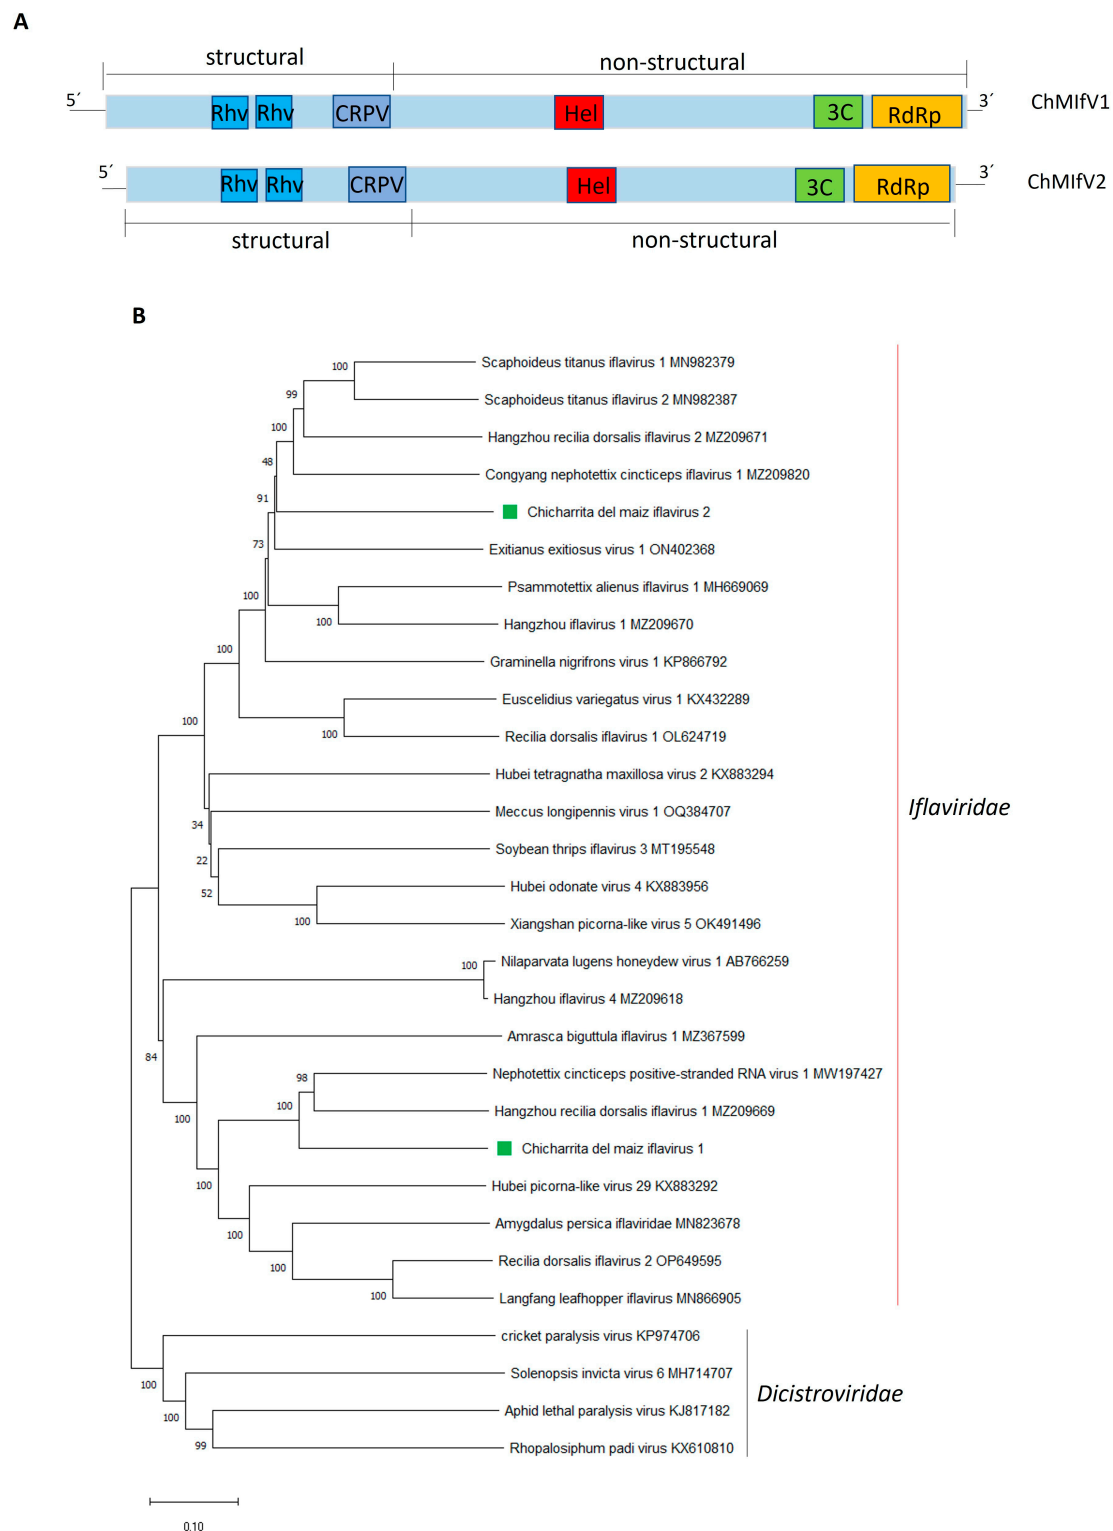 A
structural
non-structural
5´
Rhv
Rhv
CRPV
Hel
3C
RdRp
3´
ChMIfV1
5´
Rhv
Rhv
CRPV
Hel
3C
RdRp
3´
ChMIfV2
structural
non-structural
B
100
Scaphoideus titanus iflavirus 1 MN982379
99
Scaphoideus titanus iflavirus 2 MN982387
100
Hangzhou recilia dorsalis iflavirus 2 MZ209671
48
Congyang nephotettix cincticeps iflavirus 1 MZ209820
91
Chicharrita del maiz iflavirus 2
73
Exitianus exitiosus virus 1 ON402368
100
Psammotettix alienus iflavirus 1 MH669069
100
Hangzhou iflavirus 1 MZ209670
100
Graminella nigrifrons virus 1 KP866792
100
Euscelidius variegatus virus 1 KX432289
100
Recilia dorsalis iflavirus 1 OL624719
Hubei tetragnatha maxillosa virus 2 KX883294
34
Meccus longipennis virus 1 OQ384707
22
Soybean thrips iflavirus 3 MT195548
52
Hubei odonate virus 4 KX883956
100
Xiangshan picorna-like virus 5 OK491496
Iflaviridae
100
Nilaparvata lugens honeydew virus 1 AB766259
Hangzhou iflavirus 4 MZ209618
84
Amrasca biguttula iflavirus 1 MZ367599
98
Nephotettix cincticeps positive-stranded RNA virus 1 MW197427
100
Hangzhou recilia dorsalis iflavirus 1 MZ209669
100
Chicharrita del maiz iflavirus 1
100
Hubei picorna-like virus 29 KX883292
100
Amygdalus persica iflaviridae MN823678
100
Recilia dorsalis iflavirus 2 OP649595
100
Langfang leafhopper iflavirus MN866905
cricket paralysis virus KP974706
100
Solenopsis invicta virus 6 MH714707
100
Aphid lethal paralysis virus KJ817182
99
Rhopalosiphum padi virus KX610810
Dicistroviridae
0.10